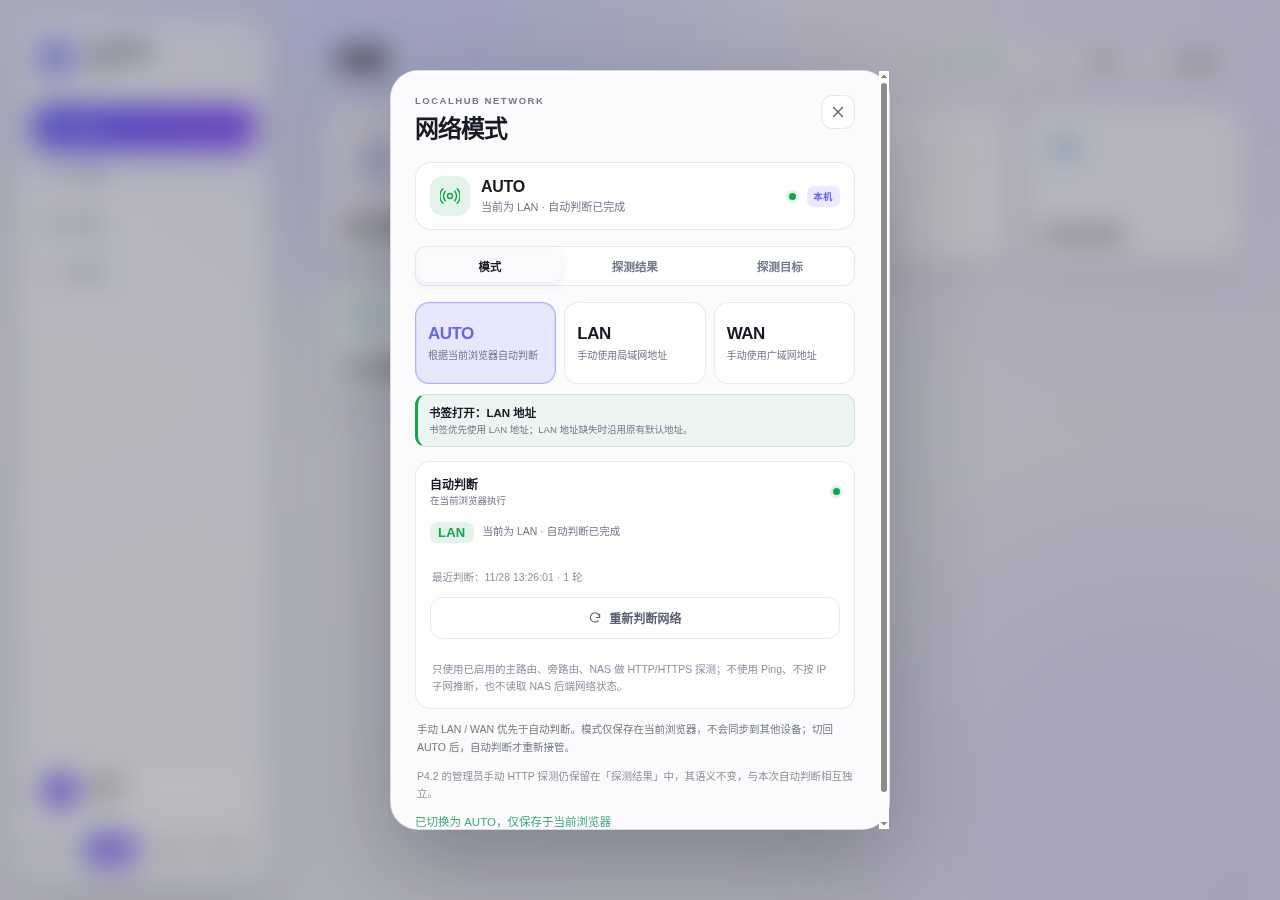 LOCALHUB NETWORK
网络模式
AUTO
当前为 LAN · 自动判断已完成
本机
模式
探测结果
探测目标
AUTO
根据当前浏览器自动判断
LAN
手动使用局域网地址
WAN
手动使用广域网地址
书签打开：LAN 地址
书签优先使用 LAN 地址；LAN 地址缺失时沿用原有默认地址。
自动判断
在当前浏览器执行
LAN
当前为 LAN · 自动判断已完成
最近判断：11/28 13:26:01 · 1 轮
重新判断网络
只使用已启用的主路由、旁路由、NAS 做 HTTP/HTTPS 探测；不使用 Ping、不按 IP
子网推断，也不读取 NAS 后端网络状态。
手动 LAN / WAN 优先于自动判断。模式仅保存在当前浏览器，不会同步到其他设备；切回
AUTO 后，自动判断才重新接管。
P4.2 的管理员手动 HTTP 探测仍保留在「探测结果」中，其语义不变，与本次自动判断相互独
立。
已切换为 AUTO，仅保存于当前浏览器